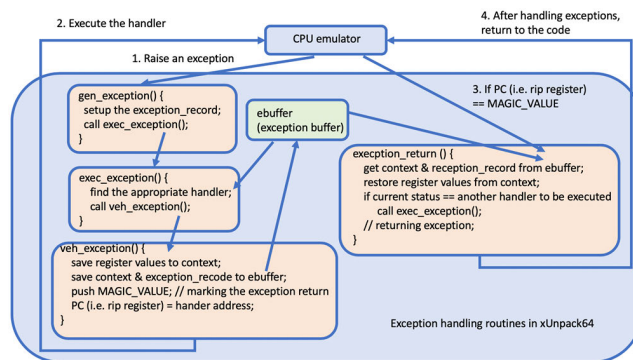 2. Execute the handler
4. After handling exceptions,
return to the code
CPU emulator
1. Raise an exception
3. If PC (i.e. rip register)
== MAGIC_VALUE
gen_exception() {
setup the exception_record;
call exec_exception();
}
ebuffer
(exception buffer)
exec_exception() {
find the appropriate handler;
call veh_exception();
}
execption_return () {
get context & reception_record from ebuffer;
restore register values from context;
if current status == another handler to be executed
call exec_exception();
// returning exception;
}
veh_exception() {
save register values to context;
save context & exception_recode to ebuffer;
push MAGIC_VALUE; // marking the exception return
PC (i.e. rip register) = hander address;
}
Exception handling routines in xUnpack64